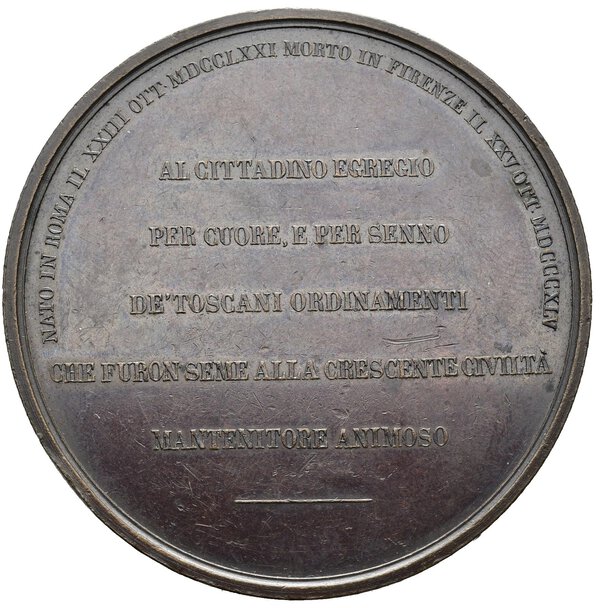 NATO IN ROMA IL XXIII OTT. MDCCLXXI. MORTO IN FIRENZE IL XXV OTT. MDCCCXLV
AL CITTADINO EGREGIO
PER CUORE, E PER SENNO
DE' TOSCANI ORDINAMENTI
CHE FURON SEME ALLA CRESCENTE CIVILTÀ
MANTENITORE ANIMOSO